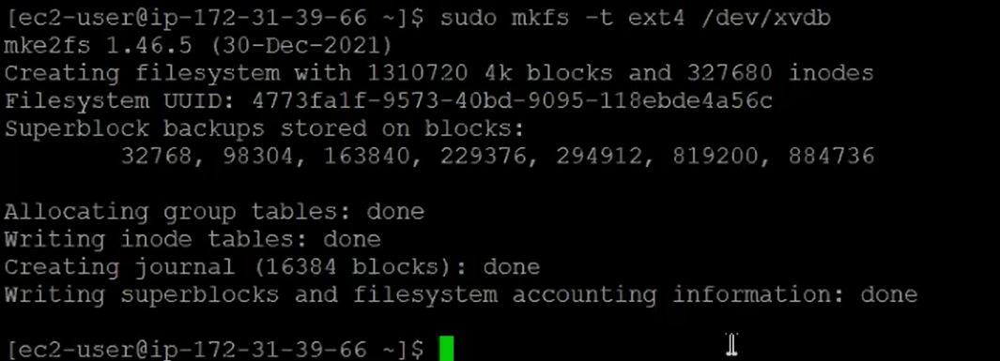 [ec2-user@ip-172-31-39-66 ~]$ sudo mkfs -t ext4 /dev/xvdb
mke2fs 1.46.5 (30-Dec-2021)
Creating filesystem with 1310720 4k blocks and 327680 inodes
Filesystem UUID: 4773fa1f-9573-40bd-9095-118ebde4a56c
Superblock backups stored on blocks:
        32768, 98304, 163840, 229376, 294912, 819200, 884736

Allocating group tables: done
Writing inode tables: done
Creating journal (16384 blocks): done
Writing superblocks and filesystem accounting information: done

[ec2-user@ip-172-31-39-66 ~]$